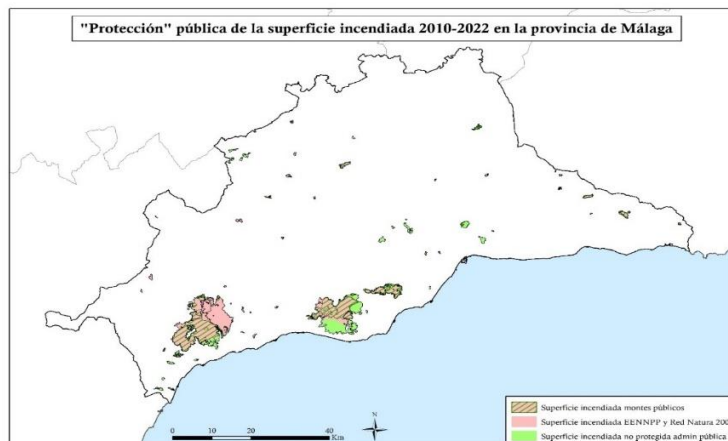 "Protección" pública de la superficie incendiada 2010-2022 en la provincia de Málaga
0 10 20 40
Km
N
Superficie incendiada montes públicos
Superficie incendiada EENNPP y Red Natura
Superficie incendiada no protegida admin pública